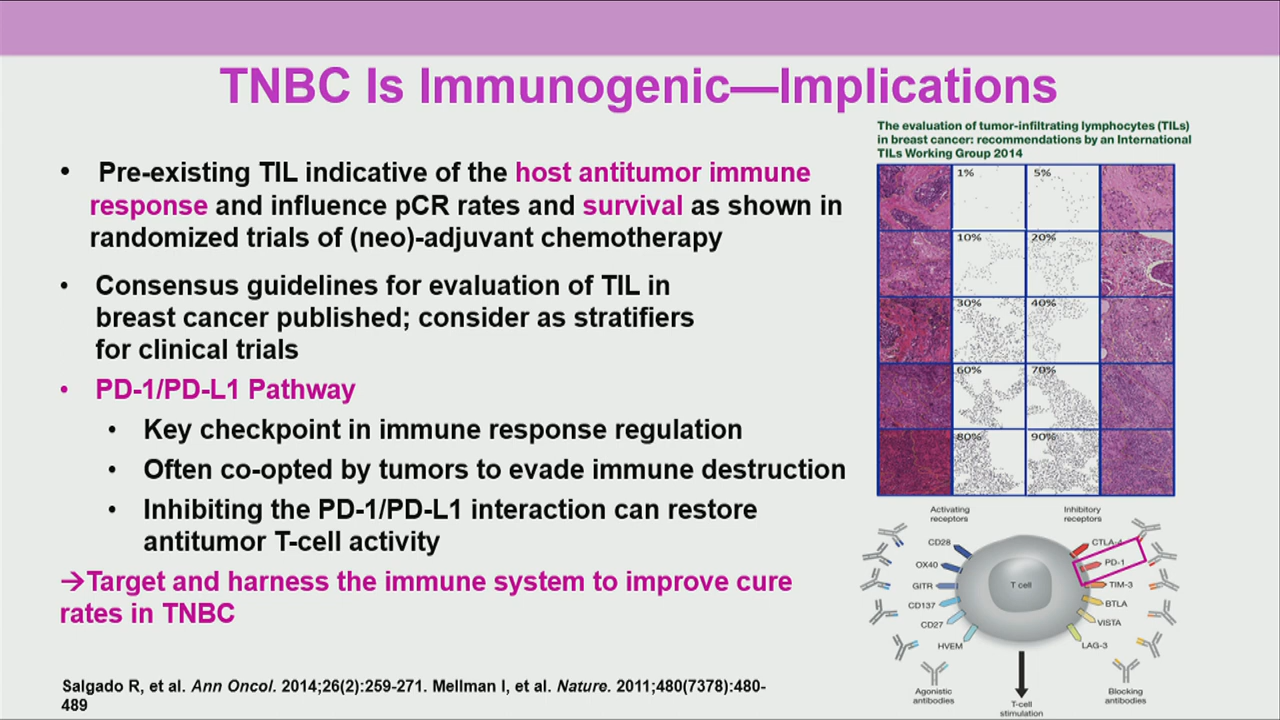 TNBC Is Immunogenic—Implications
• Pre-existing TIL indicative of the host antitumor immune
response and influence pCR rates and survival as shown in
randomized trials of (neo)-adjuvant chemotherapy
• Consensus guidelines for evaluation of TIL in
breast cancer published; consider as stratifiers
for clinical trials
• PD-1/PD-L1 Pathway
• Key checkpoint in immune response regulation
• Often co-opted by tumors to evade immune destruction
• Inhibiting the PD-1/PD-L1 interaction can restore
antitumor T-cell activity
→Target and harness the immune system to improve cure
rates in TNBC
Salgado R, et al. Ann Oncol. 2014;26(2):259-271. Mellman I, et al. Nature. 2011;480(7378):480-
489
The evaluation of tumor-infiltrating lymphocytes (TILs)
in breast cancer: recommendations by an International
TILs Working Group 2014
1% 5%
10% 20%
30% 40%
60% 70%
80% 90%
Activating
receptors
Inhibitory
receptors
CD28
OX40
GITR
CD137
CD27
HVEM
T cell
CTLA-4
PD-1
TIM-3
BTLA
VISTA
LAG-3
Agonistic
antibodies
T-cell
stimulation
Blocking
antibodies